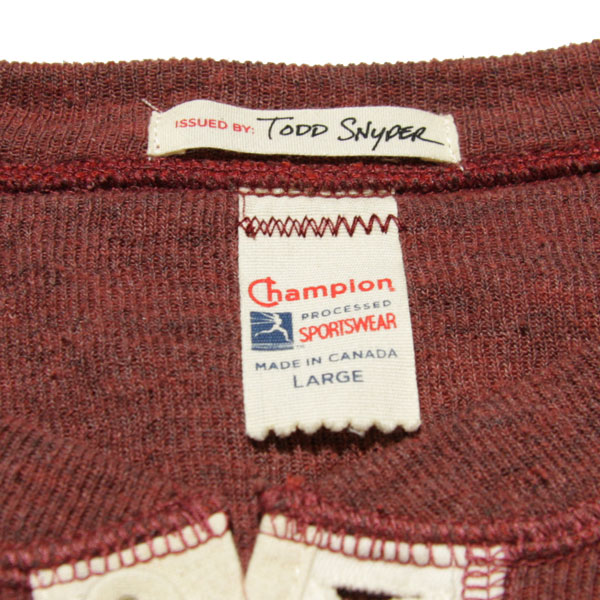 ISSUED BY: TODD SNYDER
Champion
PROCESSED
SPORTSWEAR
MADE IN CANADA
LARGE